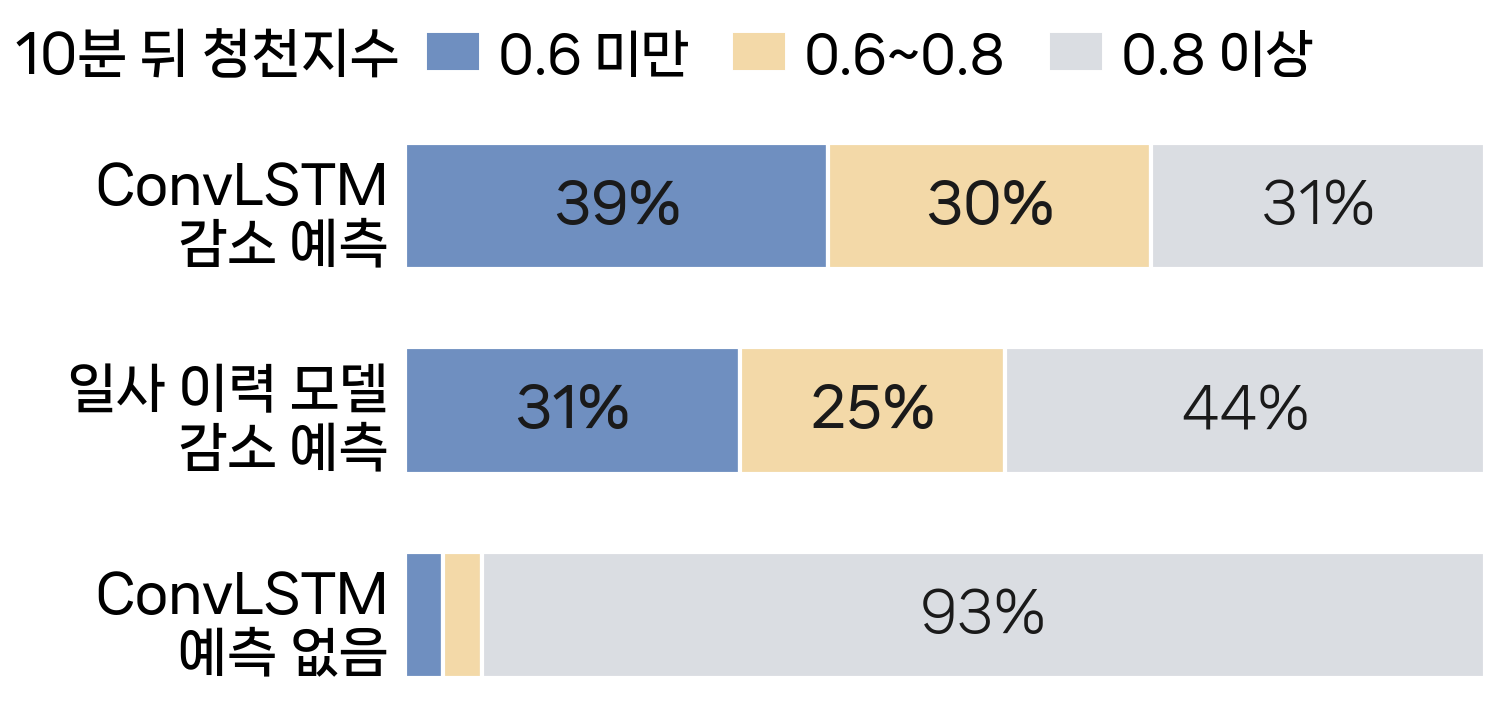 10분 뒤 청천지수 0.6 미만 0.6~0.8 0.8 이상
ConvLSTM
감소 예측
39% 30% 31%
일사 이력 모델
감소 예측
31% 25% 44%
ConvLSTM
예측 없음
93%